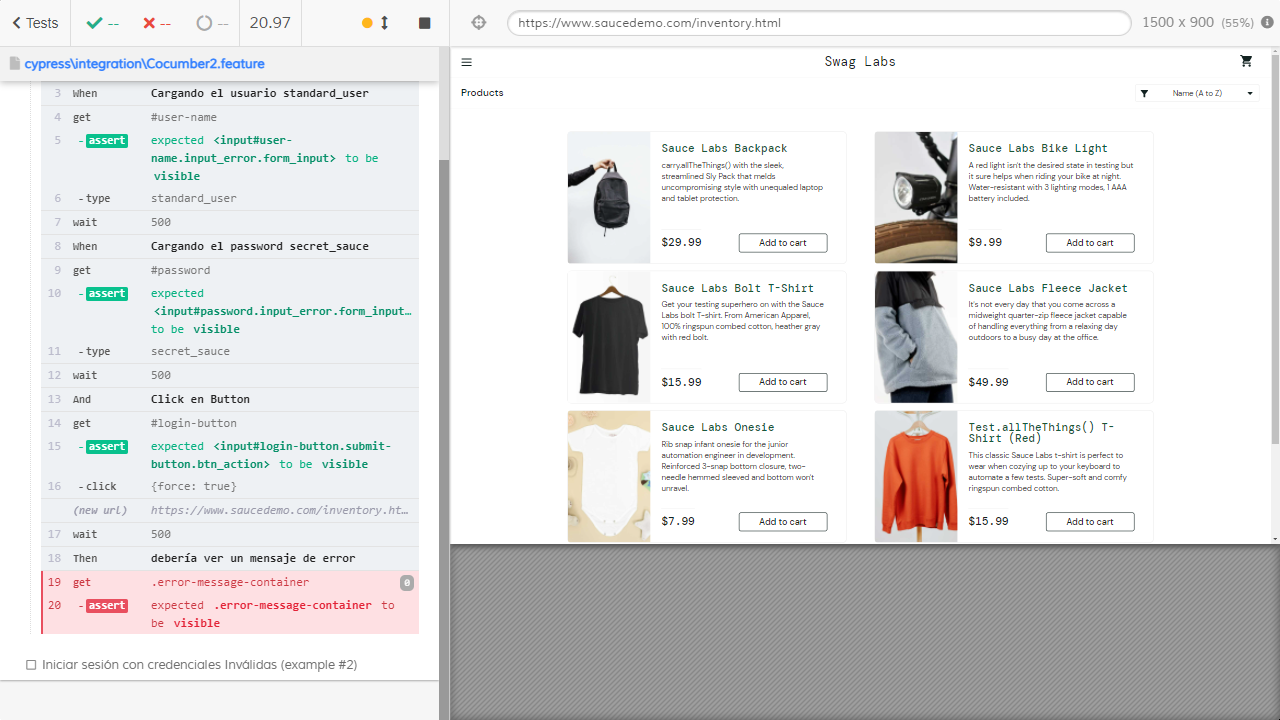 Tests
--
--
--
20.97
https://www.saucedemo.com/inventory.html
1500 x 900 (55%)
cypress\integration\Cocumber2.feature
3 When Cargando el usuario standard_user
4 get #user-name
5 -assert expected <input#user-
name.input_error.form_input> to be
visible
6 -type standard_user
7 wait 500
8 When Cargando el password secret_sauce
9 get #password
10 -assert expected
<input#password.input_error.form_input…
to be visible
11 -type secret_sauce
12 wait 500
13 And Click en Button
14 get #login-button
15 -assert expected <input#login-button.submit-
button.btn_action> to be visible
16 -click {force: true}
(new url) https://www.saucedemo.com/inventory.ht…
17 wait 500
18 Then debería ver un mensaje de error
19 get .error-message-container 0
20 -assert expected .error-message-container to
be visible
Iniciar sesión con credenciales Inválidas (example #2)
Swag Labs
Products
Name (A to Z)
Sauce Labs Backpack
carry.allTheThings() with the sleek,
streamlined Sly Pack that melds
uncompromising style with unequaled laptop
and tablet protection.
$29.99
Add to cart
Sauce Labs Bike Light
A red light isn't the desired state in testing but
it sure helps when riding your bike at night.
Water-resistant with 3 lighting modes, 1 AAA
battery included.
$9.99
Add to cart
Sauce Labs Bolt T-Shirt
Get your testing superhero on with the Sauce
Labs bolt T-shirt. From American Apparel,
100% ringspun combed cotton, heather gray
with red bolt.
$15.99
Add to cart
Sauce Labs Fleece Jacket
It's not every day that you come across a
midweight quarter-zip fleece jacket capable
of handling everything from a relaxing day
outdoors to a busy day at the office.
$49.99
Add to cart
Sauce Labs Onesie
Rib snap infant onesie for the junior
automation engineer in development.
Reinforced 3-snap bottom closure, two-
needle hemmed sleeved and bottom won't
unravel.
$7.99
Add to cart
Test.allTheThings() T-
Shirt (Red)
This classic Sauce Labs t-shirt is perfect to
wear when cozying up to your keyboard to
automate a few tests. Super-soft and comfy
ringspun combed cotton.
$15.99
Add to cart